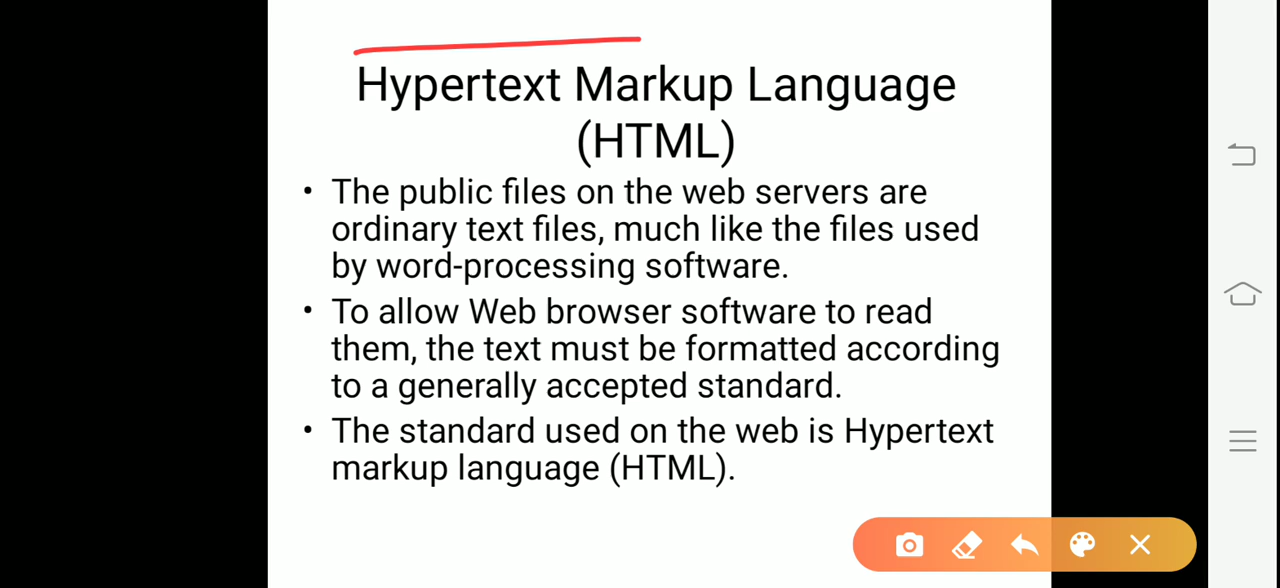 Hypertext Markup Language
(HTML)
• The public files on the web servers are
ordinary text files, much like the files used
by word-processing software.
• To allow Web browser software to read
them, the text must be formatted according
to a generally accepted standard.
• The standard used on the web is Hypertext
markup language (HTML).